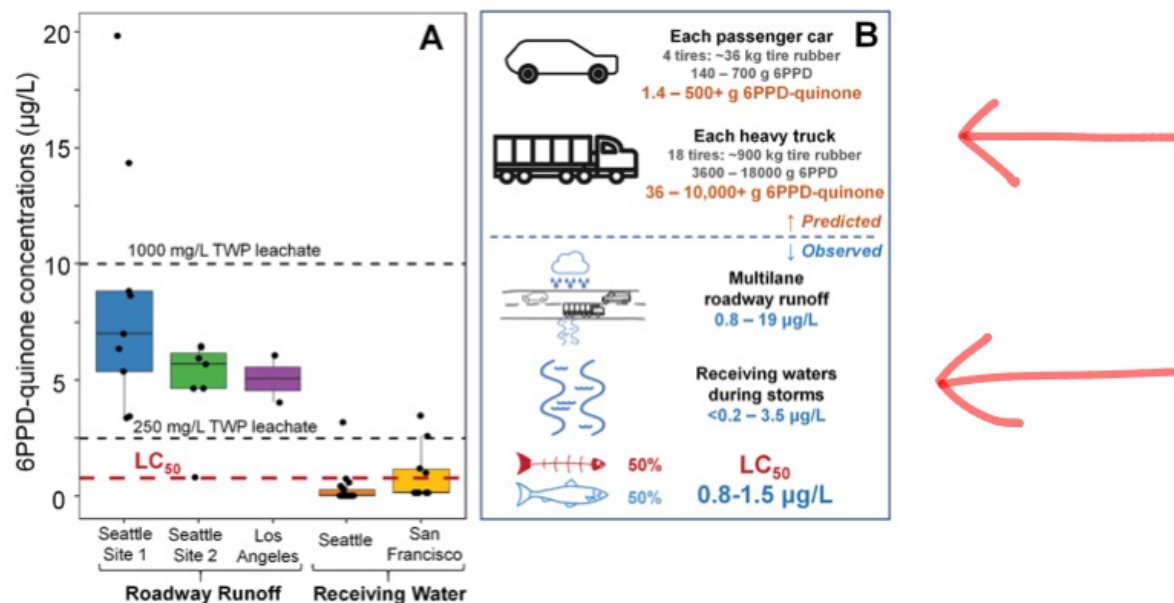 A
6PPD-quinone concentrations (µg/L)
20
15
10
5
0
1000 mg/L TWP leachate
250 mg/L TWP leachate
LC50
Seattle
Site 1
Seattle
Site 2
Los
Angeles
Seattle
San
Francisco
Roadway Runoff
Receiving Water
B
Each passenger car
4 tires: ~36 kg tire rubber
140 – 700 g 6PPD
1.4 – 500+ g 6PPD-quinone
Each heavy truck
18 tires: ~900 kg tire rubber
3600 – 18000 g 6PPD
36 – 10,000+ g 6PPD-quinone
↑ Predicted
↓ Observed
Multilane
roadway runoff
0.8 – 19 µg/L
Receiving waters
during storms
<0.2 – 3.5 µg/L
50%
50%
LC50
0.8-1.5 µg/L